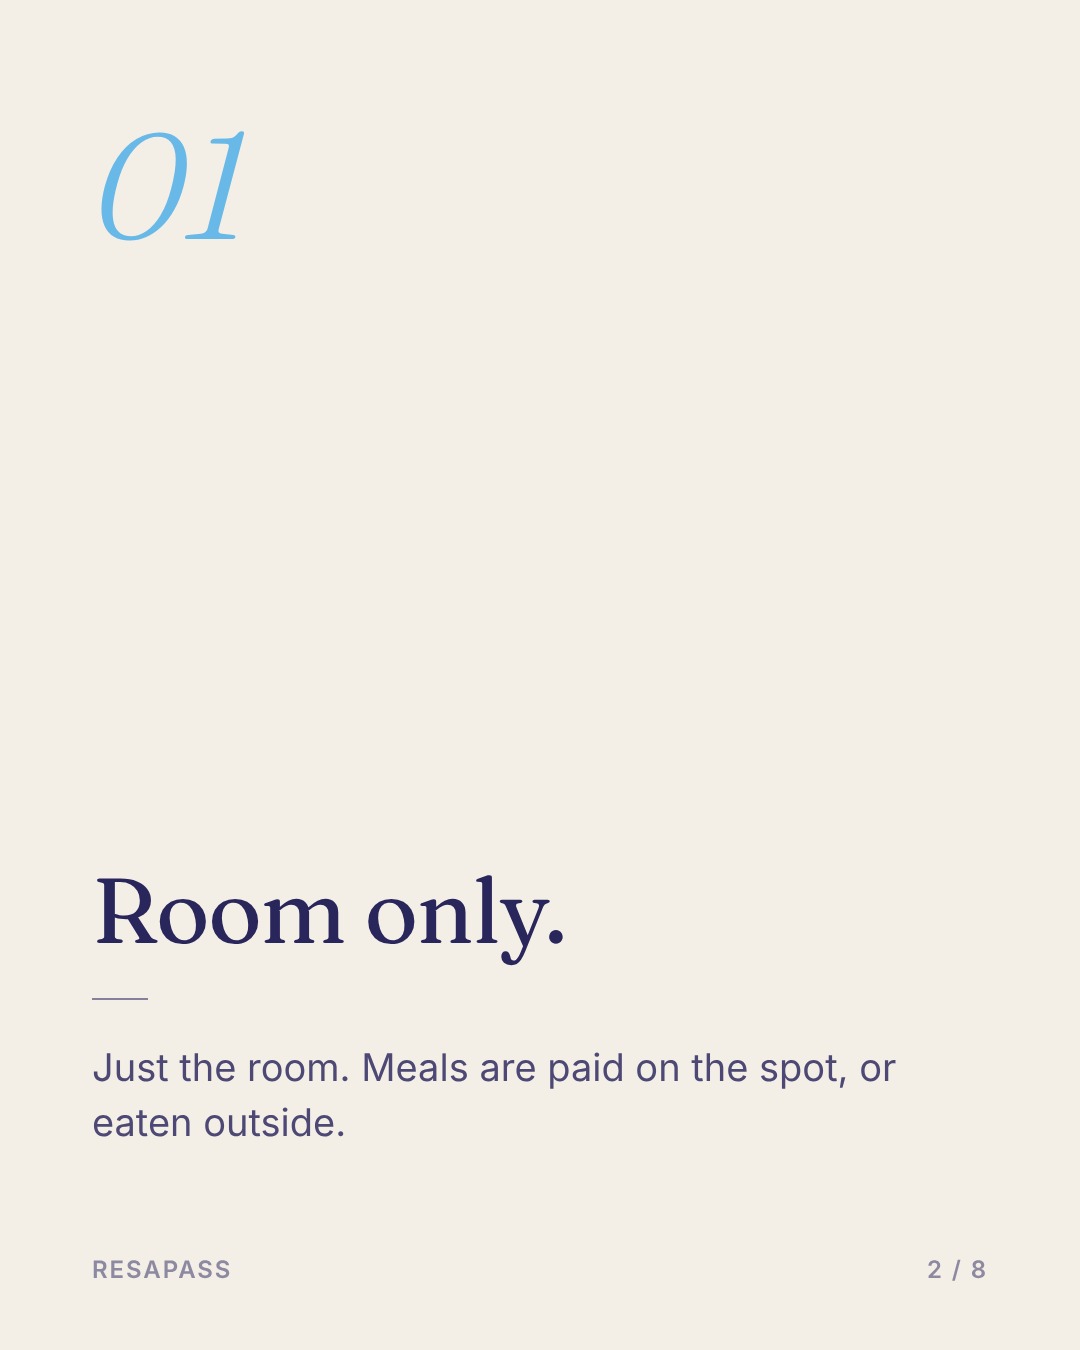 01
Room only.
Just the room. Meals are paid on the spot, or
eaten outside.
RESAPASS
2 / 8